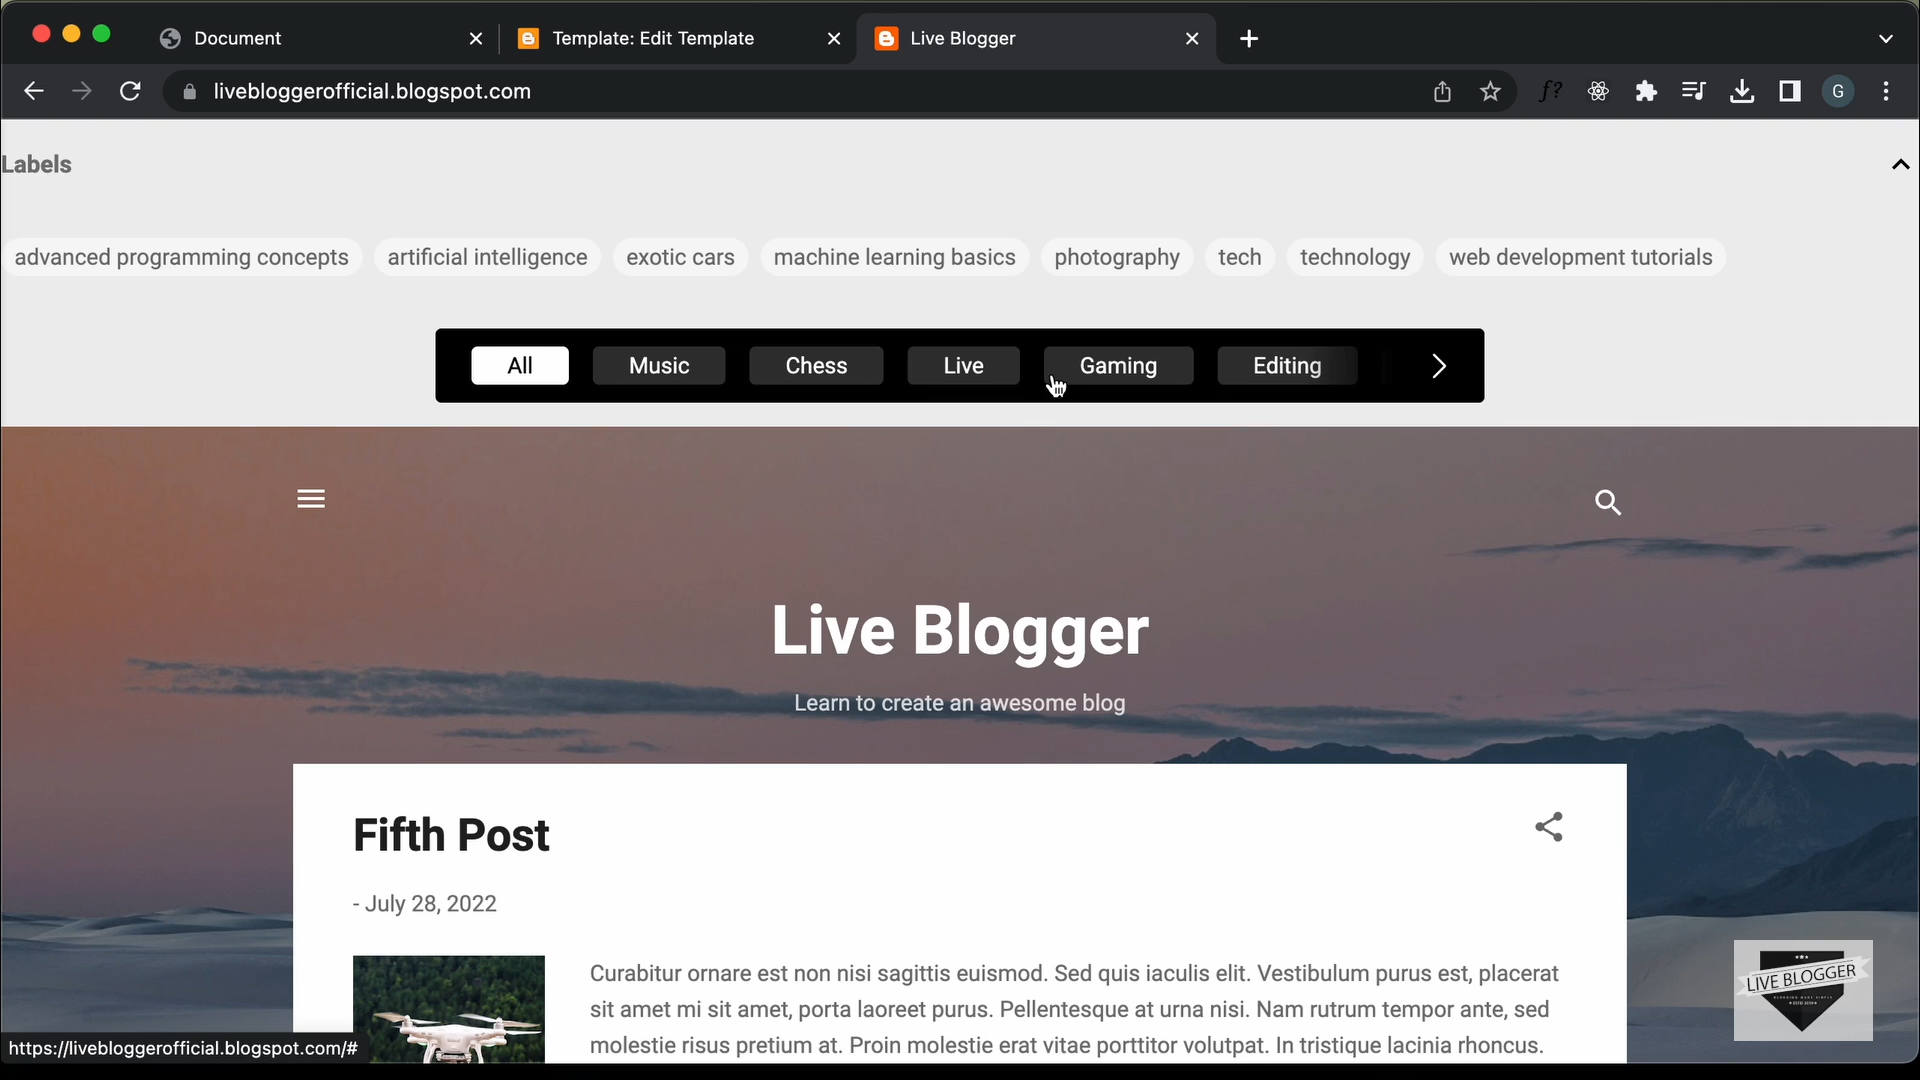 Document
Template: Edit Template
Live Blogger
livebloggerofficial.blogspot.com
f?
G
Labels
advanced programming concepts
artificial intelligence
exotic cars
machine learning basics
photography
tech
technology
web development tutorials
All
Music
Chess
Live
Gaming
Editing
Live Blogger
Learn to create an awesome blog
Fifth Post
- July 28, 2022
Curabitur ornare est non nisi sagittis euismod. Sed quis iaculis elit. Vestibulum purus est, placerat
sit amet mi sit amet, porta laoreet purus. Pellentesque at urna nisi. Nam rutrum tempor ante, sed
molestie risus pretium at. Proin molestie erat vitae porttitor volutpat. In tristique lacinia rhoncus.
LIVE BLOGGER
https://livebloggerofficial.blogspot.com/#